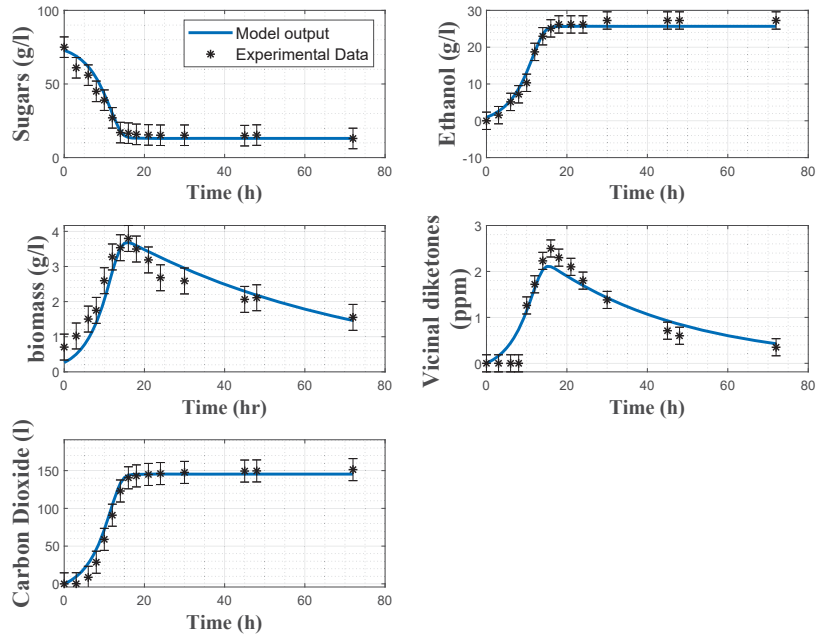 Sugars (g/l)
100
50
0
Model output
Experimental Data
0 20 40 60 80
Time (h)
Ethanol (g/l)
30
20
10
0
-10
0 20 40 60 80
Time (h)
biomass (g/l)
4
3
2
1
0
0 20 40 60 80
Time (hr)
Vicinal diketones
(ppm)
3
2
1
0
0 20 40 60 80
Time (h)
Carbon Dioxide (l)
150
100
50
0
0 20 40 60 80
Time (h)